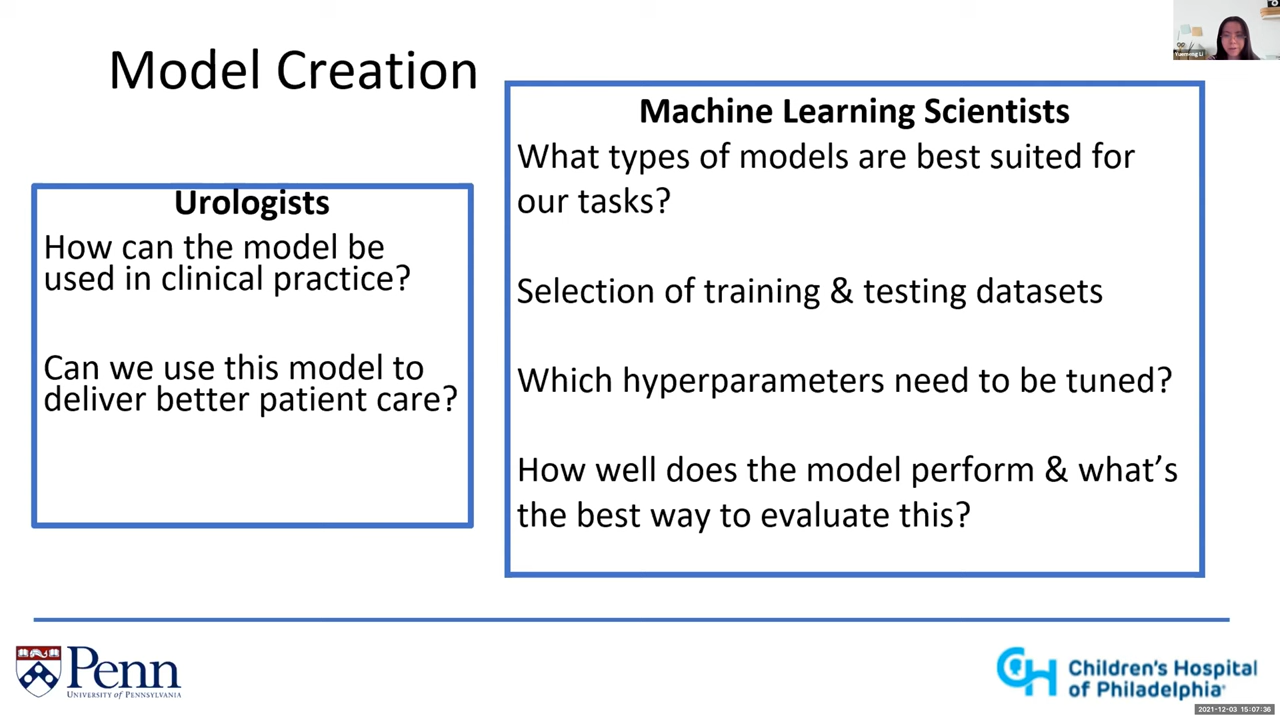 Model Creation
Urologists
How can the model be
used in clinical practice?
Can we use this model to
deliver better patient care?
Machine Learning Scientists
What types of models are best suited for
our tasks?
Selection of training & testing datasets
Which hyperparameters need to be tuned?
How well does the model perform & what's
the best way to evaluate this?
Penn
UNIVERSITY of PENNSYLVANIA
CH
Children's Hospital
of Philadelphia
Yuemeng Li
2021-12-03 15:07:36